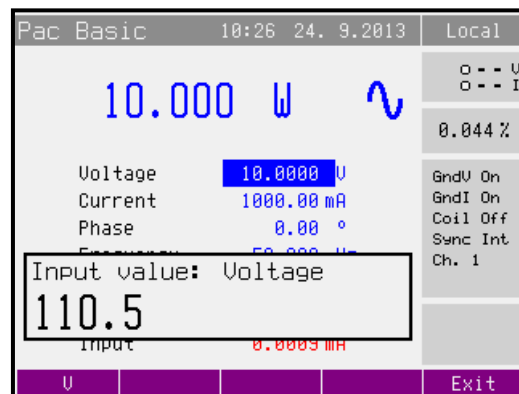 Pac Basic 10:26 24. 9.2013 Local
o-- V
o-- I
10.000 W
0.044 %
Voltage 10.0000 V
Current 1000.00 mA
Phase 0.00 °
GndV On
GndI On
Coil Off
Sync Int
Ch. 1
Input value: Voltage
110.5
Input 0.0009 mA
V Exit